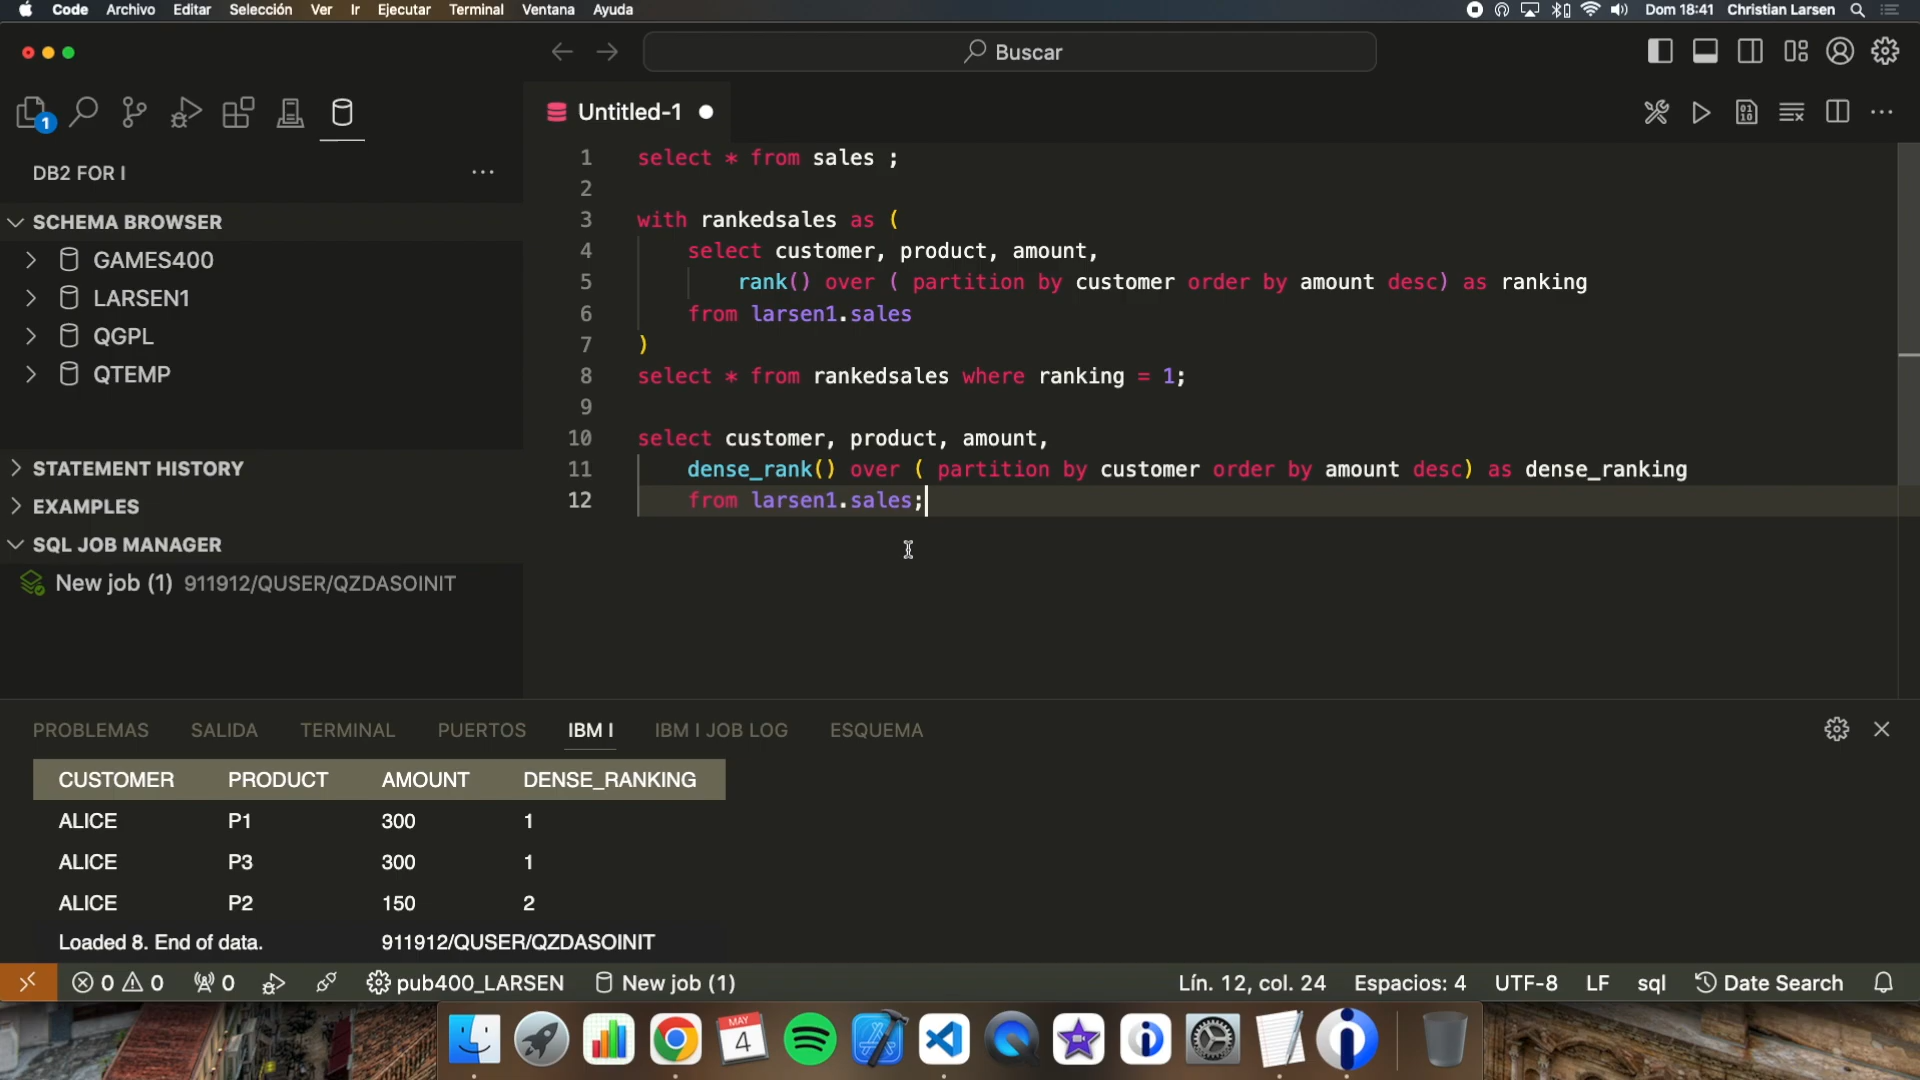 Code Archivo Editar Selección Ver Ir Ejecutar Terminal Ventana Ayuda Dom 18:41 Christian Larsen
Buscar
1
Untitled-1
DB2 FOR I
SCHEMA BROWSER
GAMES400
LARSEN1
QGPL
QTEMP
STATEMENT HISTORY
EXAMPLES
SQL JOB MANAGER
New job (1) 911912/QUSER/QZDASOINIT
1 select * from sales ;
2
3 with rankedsales as (
4 select customer, product, amount,
5 rank() over ( partition by customer order by amount desc) as ranking
6 from larsen1.sales
7 )
8 select * from rankedsales where ranking = 1;
9
10 select customer, product, amount,
11 dense_rank() over ( partition by customer order by amount desc) as dense_ranking
12 from larsen1.sales;
PROBLEMAS SALIDA TERMINAL PUERTOS IBM I IBM I JOB LOG ESQUEMA
CUSTOMER PRODUCT AMOUNT DENSE_RANKING
ALICE P1 300 1
ALICE P3 300 1
ALICE P2 150 2
Loaded 8. End of data. 911912/QUSER/QZDASOINIT
0 0 0 pub400_LARSEN New job (1) Lín. 12, col. 24 Espacios: 4 UTF-8 LF sql Date Search
MAY
4